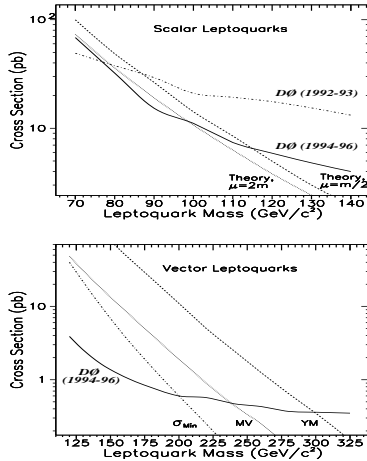 Scalar Leptoquarks
Cross Section (pb)
10²
10
DØ (1992-93)
DØ (1994-96)
Theory, μ=2m
Theory, μ=m/2
70 80 90 100 110 120 130 140
Leptoquark Mass (GeV/c²)
Vector Leptoquarks
Cross Section (pb)
10
1
DØ
(1994-96)
σMin MV YM
125 150 175 200 225 250 275 300 325
Leptoquark Mass (GeV/c²)